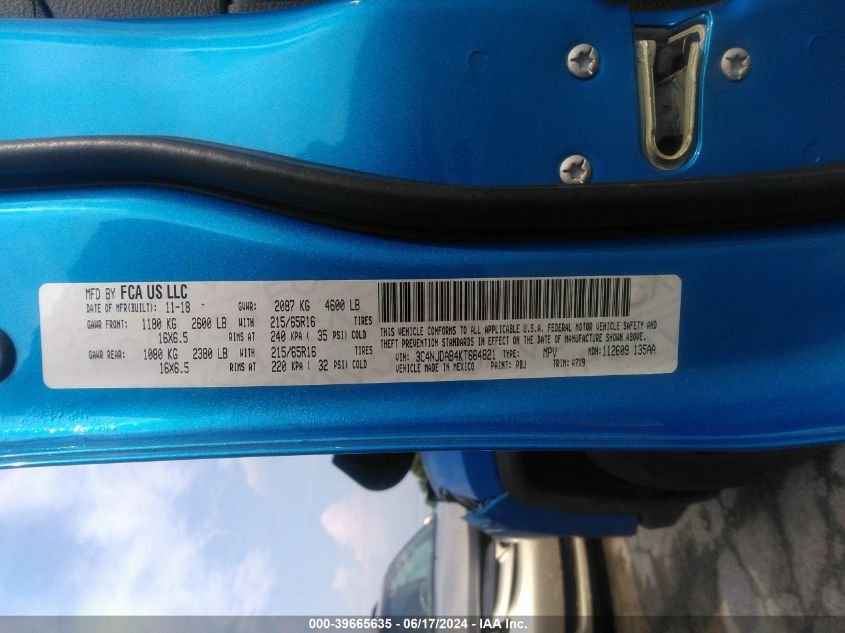 MFD BY FCA US LLC
DATE OF MFR(BUILT): 11-18 GVWR: 2087 KG 4600 LB
GAWR FRONT: 1180 KG 2600 LB WITH 215/65R16 TIRES
16X6.5 RIMS AT 240 KPA ( 35 PSI) COLD
GAWR REAR: 1080 KG 2380 LB WITH 215/65R16 TIRES
16X6.5 RIMS AT 220 KPA ( 32 PSI) COLD
THIS VEHICLE CONFORMS TO ALL APPLICABLE U.S.A. FEDERAL MOTOR VEHICLE SAFETY AND
THEFT PREVENTION STANDARDS IN EFFECT ON THE DATE OF MANUFACTURE SHOWN ABOVE.
VIN: 3C4NJDAB4KT664821 TYPE: MPV MDH: 112609 135AA
VEHICLE MADE IN MEXICO PAINT: PBJ TRIM: A7X9
000-39665635 - 06/17/2024 - IAAI.